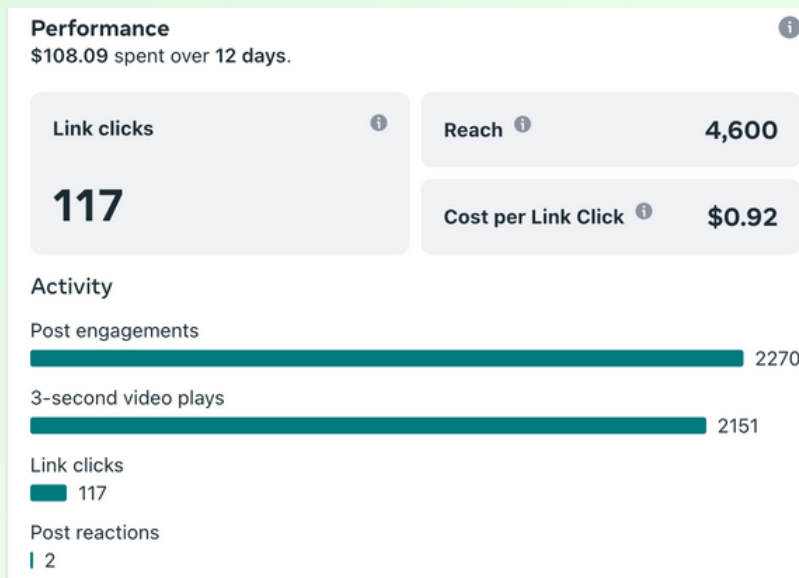 Performance
$108.09 spent over 12 days.
Link clicks
117
Reach
4,600
Cost per Link Click
$0.92
Activity
Post engagements
2270
3-second video plays
2151
Link clicks
117
Post reactions
2